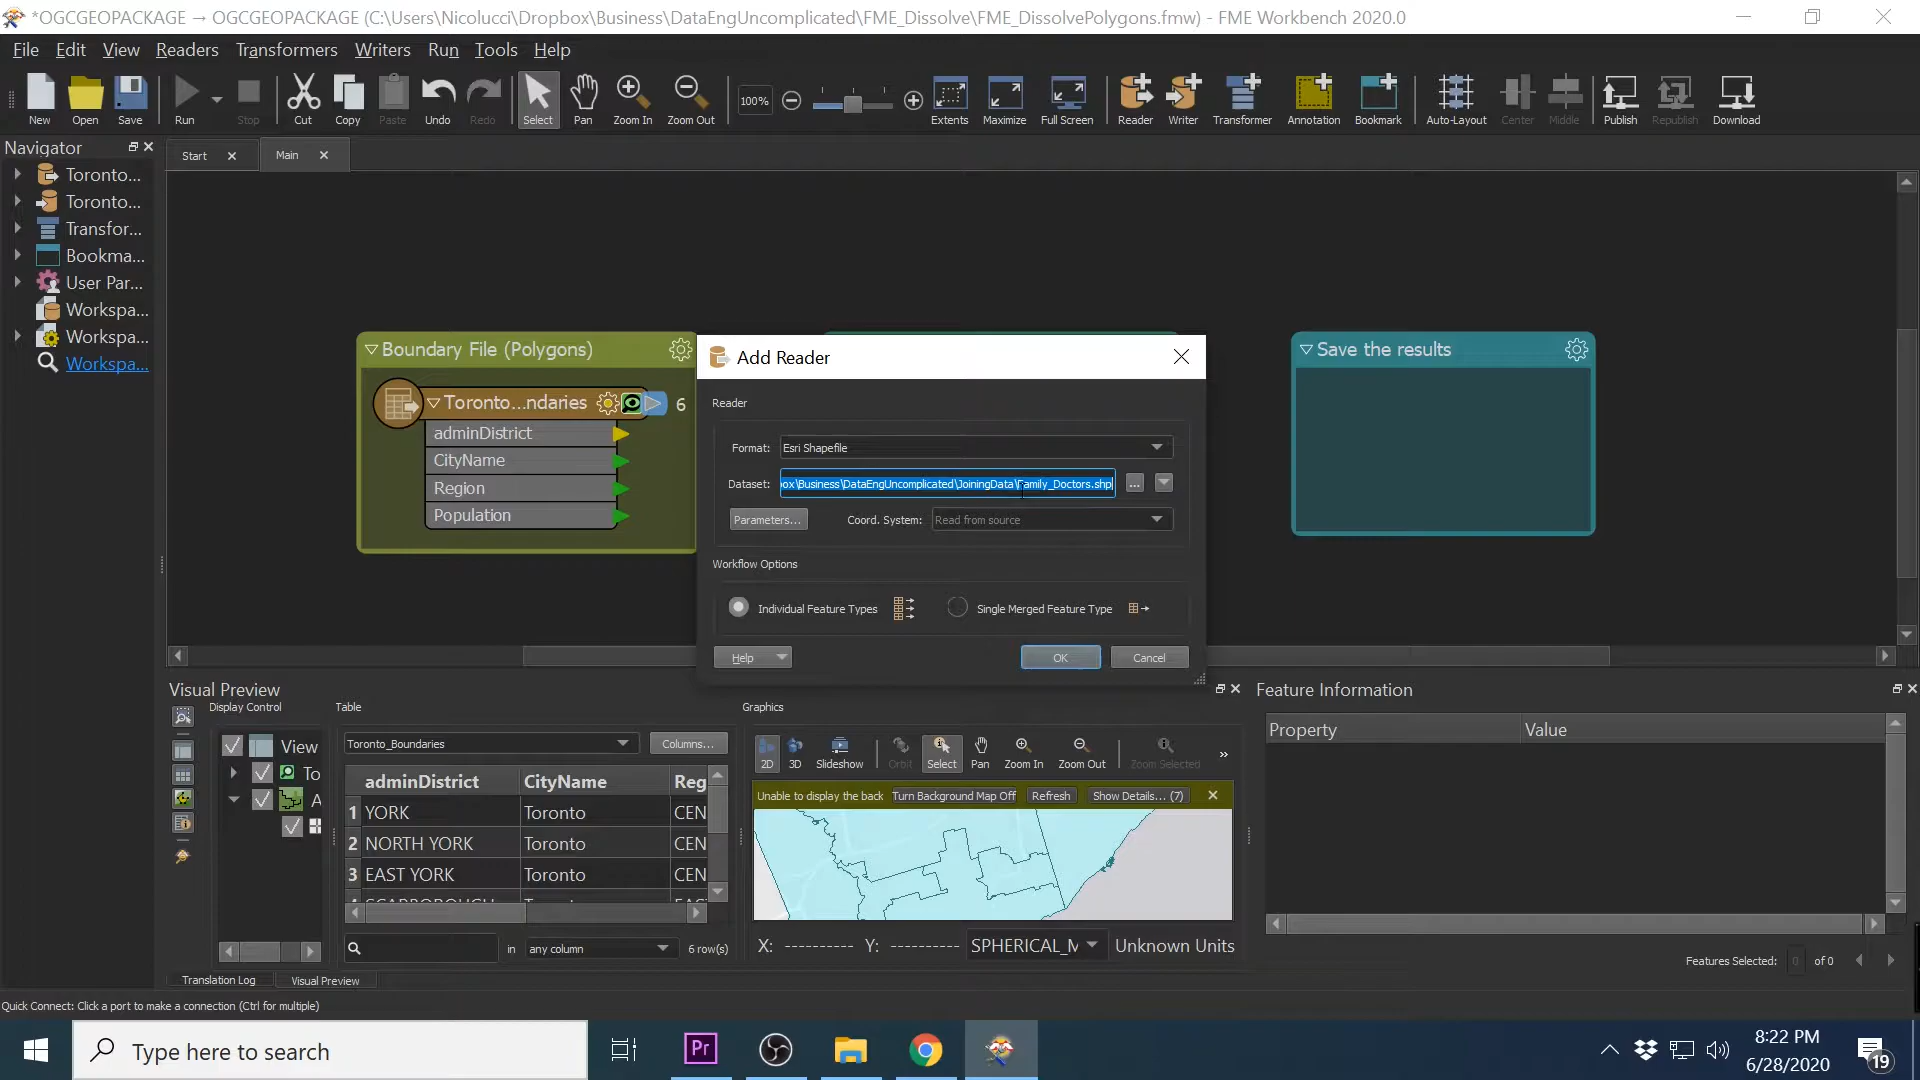 *OGCGEOPACKAGE → OGCGEOPACKAGE (C:\Users\Nicolucci\Dropbox\Business\DataEngUncomplicated\FME_Dissolve\FME_DissolvePolygons.fmw) - FME Workbench 2020.0
File Edit View Readers Transformers Writers Run Tools Help
New Open Save Run Stop Cut Copy Paste Undo Redo Select Pan Zoom In Zoom Out 100% Extents Maximize Full Screen Reader Writer Transformer Annotation Bookmark Auto-Layout Center Middle Publish Republish Download
Navigator
Start
Main
Toronto...
Toronto...
Transfor...
Bookma...
User Par...
Workspa...
Workspa...
Workspa...
Boundary File (Polygons)
Toronto...ndaries
6
adminDistrict
CityName
Region
Population
Save the results
Add Reader
Reader
Format: Esri Shapefile
Dataset: box\Business\DataEngUncomplicated\JoiningData\Family_Doctors.shp
...
Parameters...
Coord. System: Read from source
Workflow Options
Individual Feature Types
Single Merged Feature Type
Help
OK
Cancel
Visual Preview
Display Control
View
To
A
Table
Toronto_Boundaries
Columns...
adminDistrict CityName Reg
1 YORK Toronto CEN
2 NORTH YORK Toronto CEN
3 EAST YORK Toronto CEN
in any column 6 row(s)
Graphics
2D 3D Slideshow Orbit Select Pan Zoom In Zoom Out Zoom Selected »
Unable to display the back Turn Background Map Off Refresh Show Details... (7)
X: ---------- Y: ---------- SPHERICAL_M Unknown Units
Feature Information
Property Value
Features Selected: 0 of 0
Translation Log
Visual Preview
Quick Connect: Click a port to make a connection (Ctrl for multiple)
Type here to search
Pr
8:22 PM
6/28/2020
19